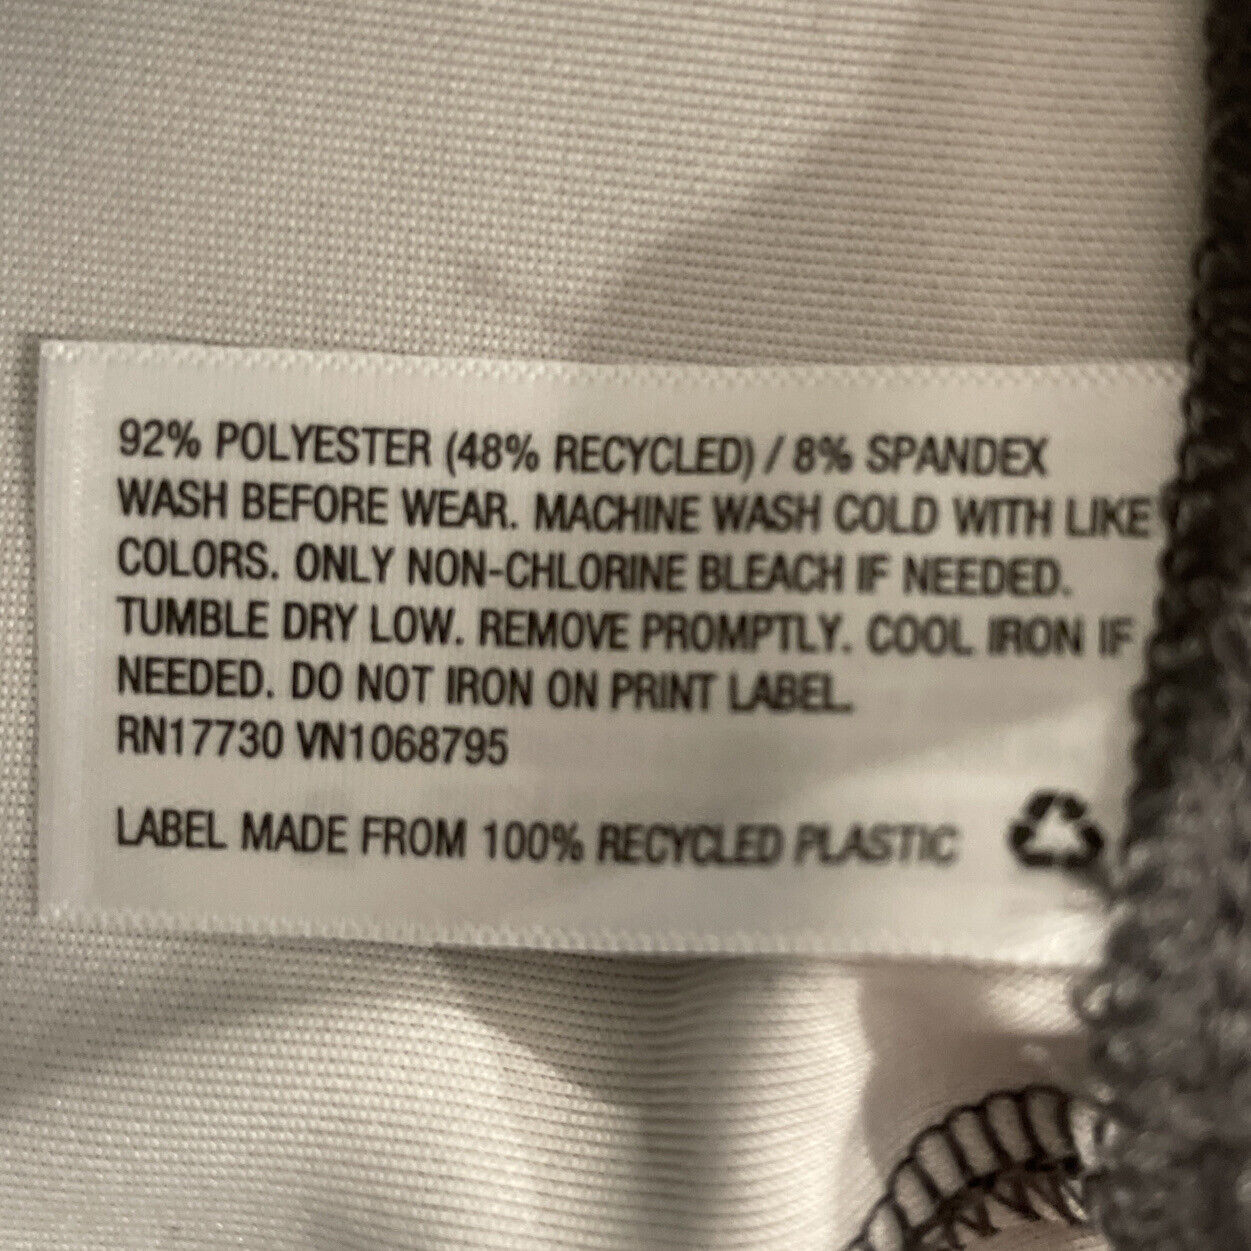 92% POLYESTER (48% RECYCLED) / 8% SPANDEX
WASH BEFORE WEAR. MACHINE WASH COLD WITH LIKE
COLORS. ONLY NON-CHLORINE BLEACH IF NEEDED.
TUMBLE DRY LOW. REMOVE PROMPTLY. COOL IRON IF
NEEDED. DO NOT IRON ON PRINT LABEL.
RN17730 VN1068795
LABEL MADE FROM 100% RECYCLED PLASTIC